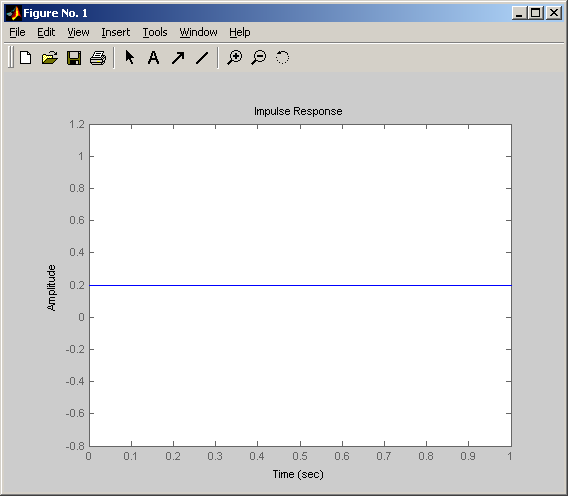 Figure No. 1
File Edit View Insert Tools Window Help
A
Impulse Response
1.2
1
0.8
0.6
0.4
0.2
0
-0.2
-0.4
-0.6
-0.8
Amplitude
0 0.1 0.2 0.3 0.4 0.5 0.6 0.7 0.8 0.9 1
Time (sec)